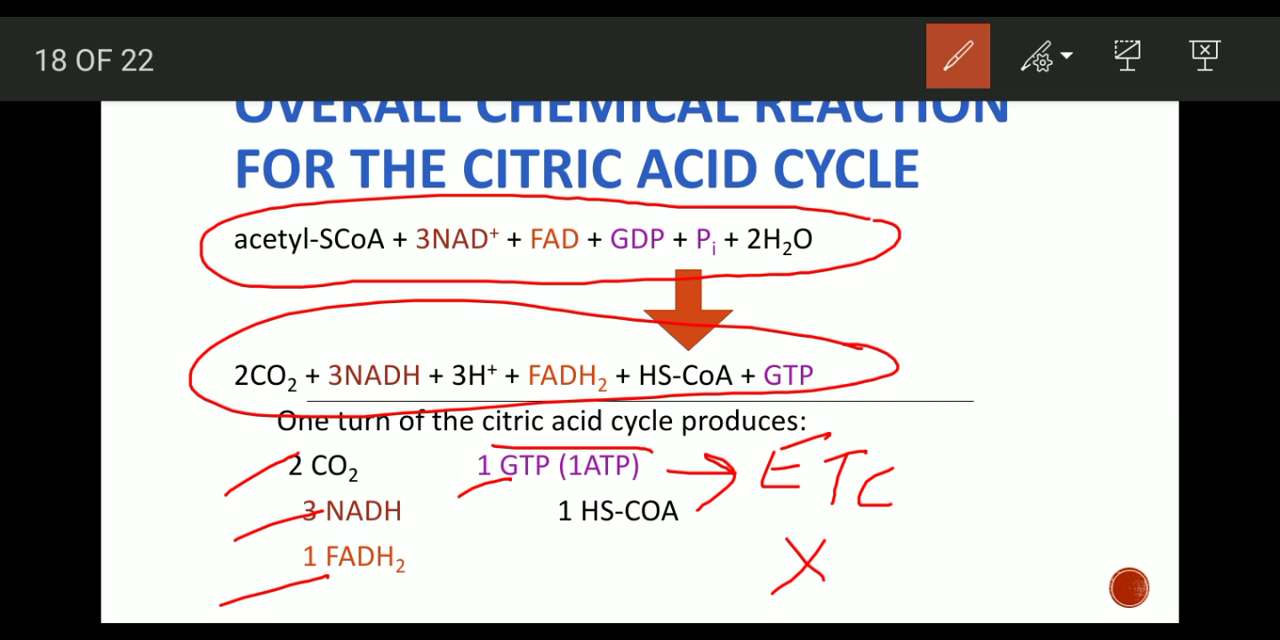 18 OF 22
OVERALL CHEMICAL REACTION
FOR THE CITRIC ACID CYCLE
acetyl-SCoA + 3NAD⁺ + FAD + GDP + Pᵢ + 2H₂O
2CO₂ + 3NADH + 3H⁺ + FADH₂ + HS-CoA + GTP
One turn of the citric acid cycle produces:
2 CO₂ 1 GTP (1ATP) → ETC
3 NADH 1 HS-COA
1 FADH₂ X